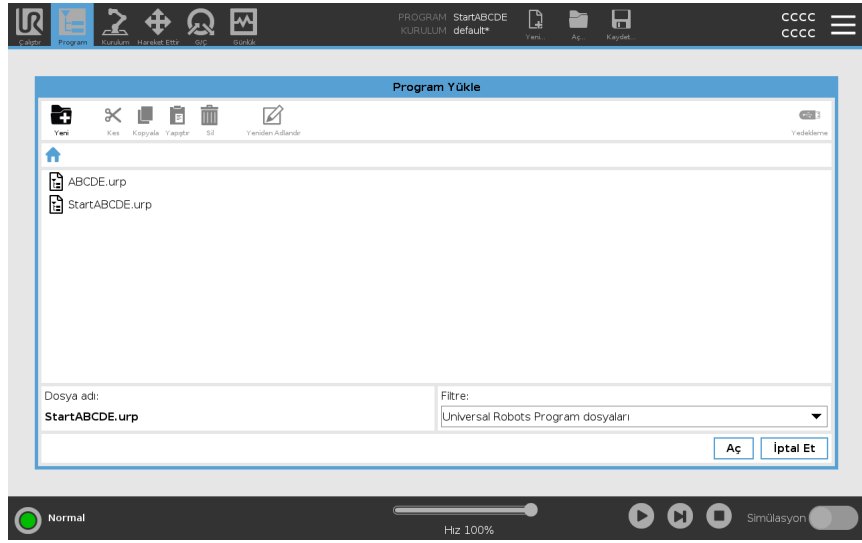 PROGRAM StartABCDE
KURULUM default*
Çalıştır Program Kurulum Hareket Ettir G/Ç Günlük Yeni... Aç... Kaydet...
cccc
cccc
Program Yükle
Yeni Kes Kopyala Yapıştır Sil Yeniden Adlandır Yedekleme
ABCDE.urp
StartABCDE.urp
Dosya adı:
StartABCDE.urp
Filtre:
Universal Robots Program dosyaları
Aç İptal Et
Normal
Hız 100%
Simülasyon